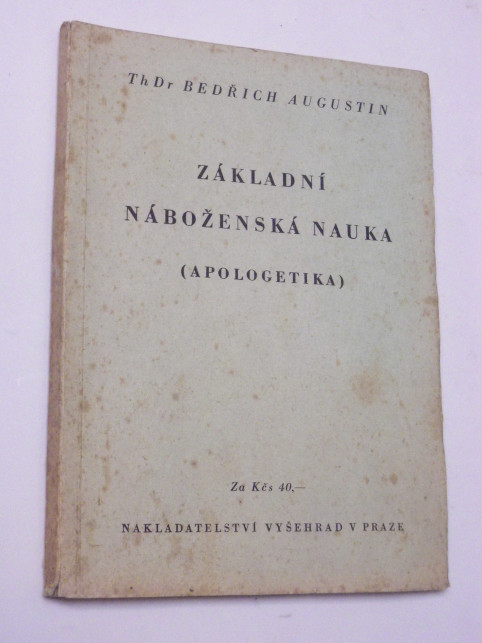 ThDr BEDŘICH AUGUSTIN
ZÁKLADNÍ
NÁBOŽENSKÁ NAUKA
(APOLOGETIKA)
Za Kčs 40,—
NAKLADATELSTVÍ VYŠEHRAD V PRAZE